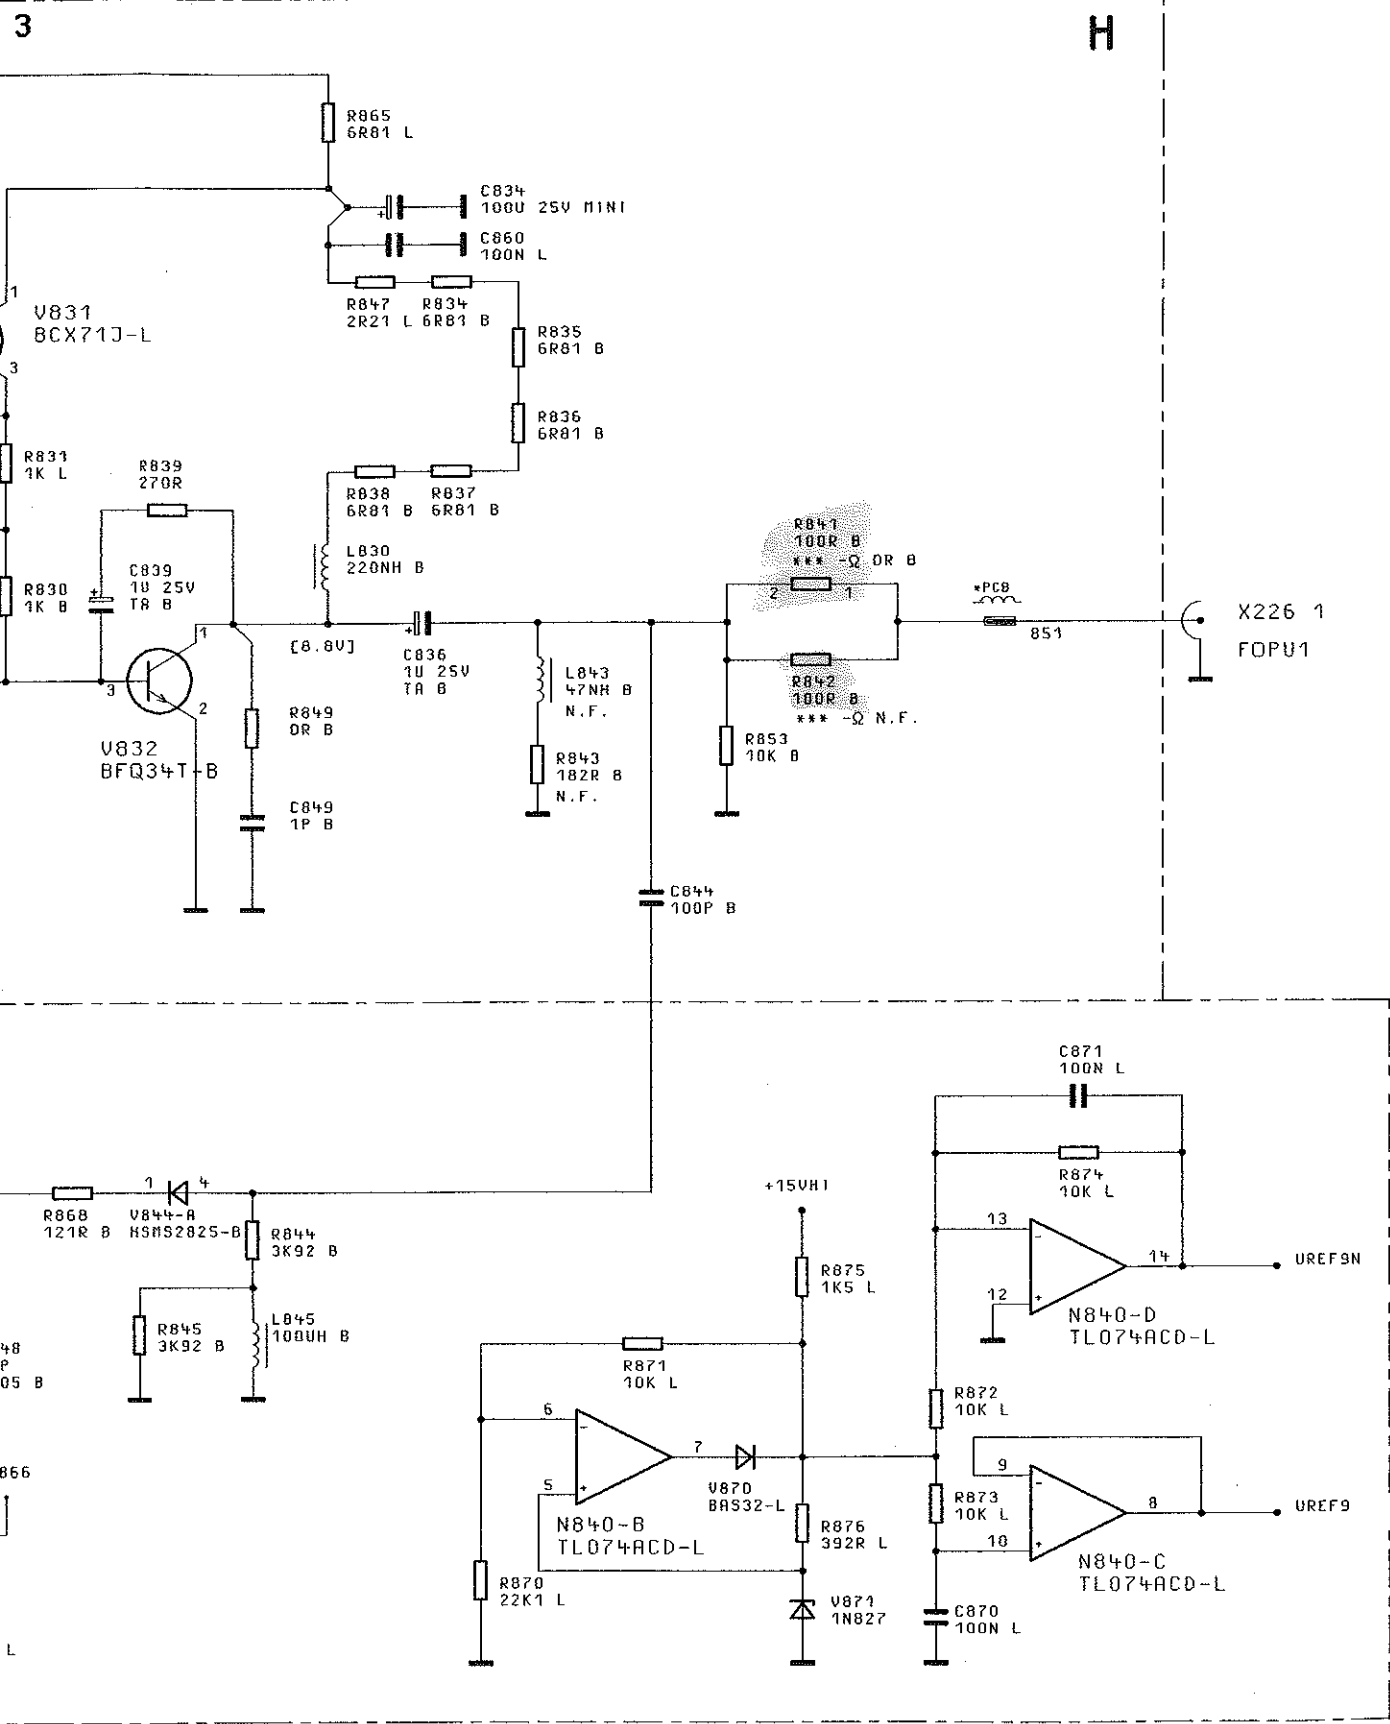 3
H
R865
6R81 L
C834
100U 25V MINI
C860
100N L
R847
2R21 L
R834
6R81 B
1
V831
BCX71J-L
3
R835
6R81 B
R836
6R81 B
R831
1K L
R839
270R
R838
6R81 B
R837
6R81 B
L830
220NH B
R841
100R B
*** -Ω 0R B
2
1
*PCB
851
X226 1
FOPV1
R830
1K B
C839
1U 25V
TA B
1
3
2
[8.8V]
C836
1U 25V
TA B
L843
47NH B
N.F.
R842
100R B
*** -Ω N.F.
R849
0R B
V832
BFQ34T-B
R843
182R B
N.F.
R853
10K B
C849
1P B
C844
100P B
C871
100N L
R874
10K L
1
4
R868
121R B
V844-A
HSMS2825-B
R844
3K92 B
+15VH1
13
14
12
VREF9N
N840-D
TL074ACD-L
R875
1K5 L
R845
3K92 B
L845
100UH B
48
P
05 B
R871
10K L
6
7
5
R872
10K L
866
V870
BAS32-L
N840-B
TL074ACD-L
R876
392R L
R873
10K L
9
8
10
VREF9
N840-C
TL074ACD-L
R870
22K1 L
V871
1N827
C870
100N L
L